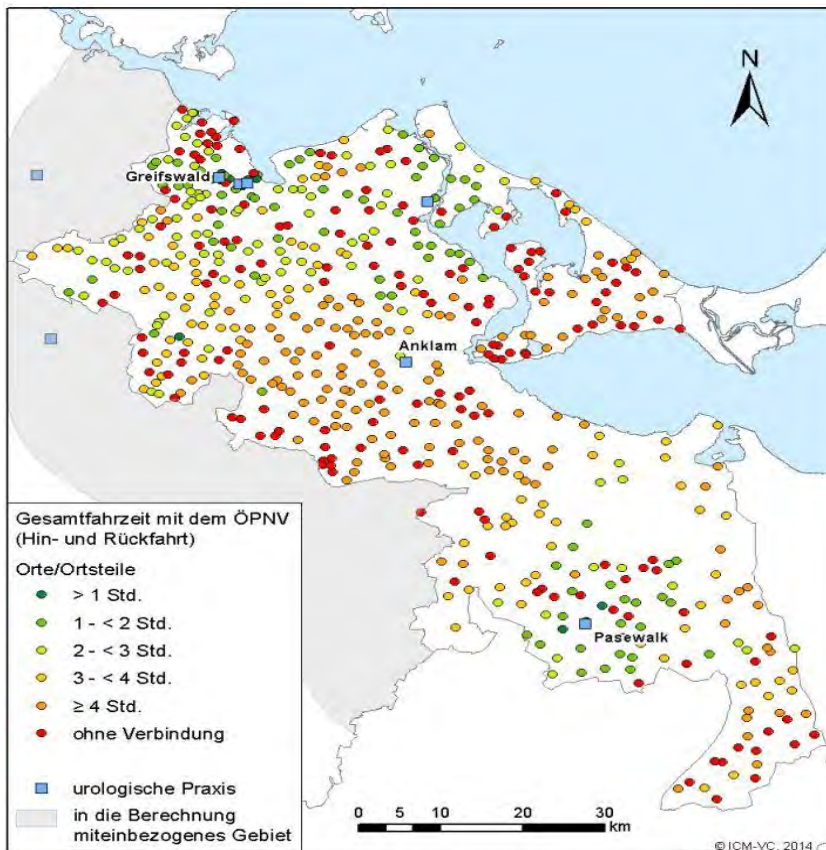 N
Greifswald
Anklam
Pasewalk
Gesamtfahrzeit mit dem ÖPNV
(Hin- und Rückfahrt)
Orte/Ortsteile
> 1 Std.
1 - < 2 Std.
2 - < 3 Std.
3 - < 4 Std.
≥ 4 Std.
ohne Verbindung
urologische Praxis
in die Berechnung
miteinbezogenes Gebiet
0 5 10 20 30
km
© ICM-VC, 2014